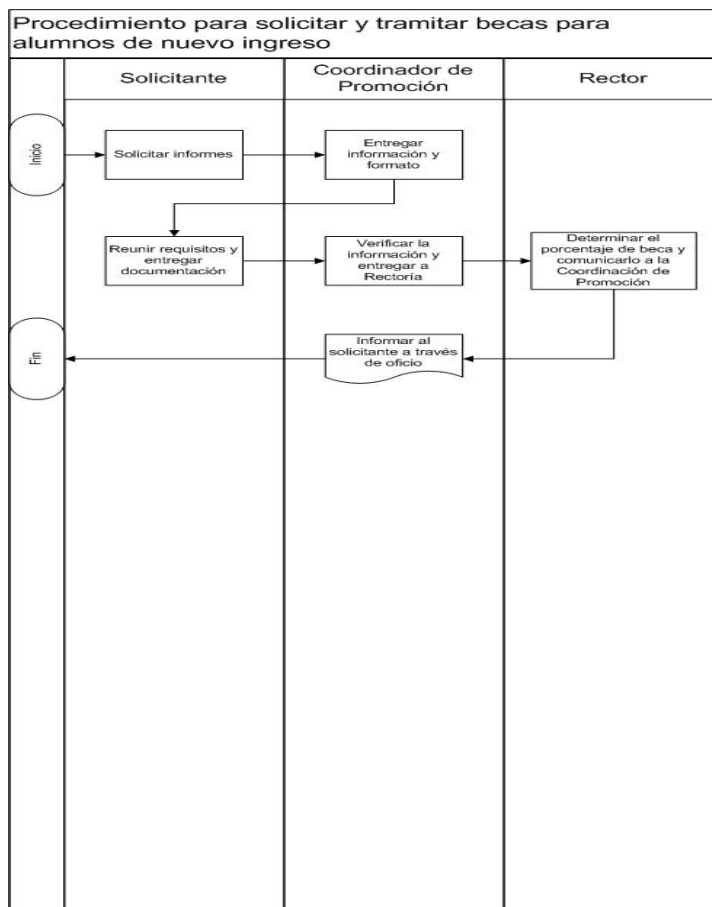 Procedimiento para solicitar y tramitar becas para
alumnos de nuevo ingreso
Solicitante
Coordinador de
Promoción
Rector
Inicio
Solicitar informes
Entregar
información y
formato
Reunir requisitos y
entregar
documentación
Verificar la
información y
entregar a
Rectoría
Determinar el
porcentaje de beca y
comunicarlo a la
Coordinación de
Promoción
Fin
Informar al
solicitante a través
de oficio